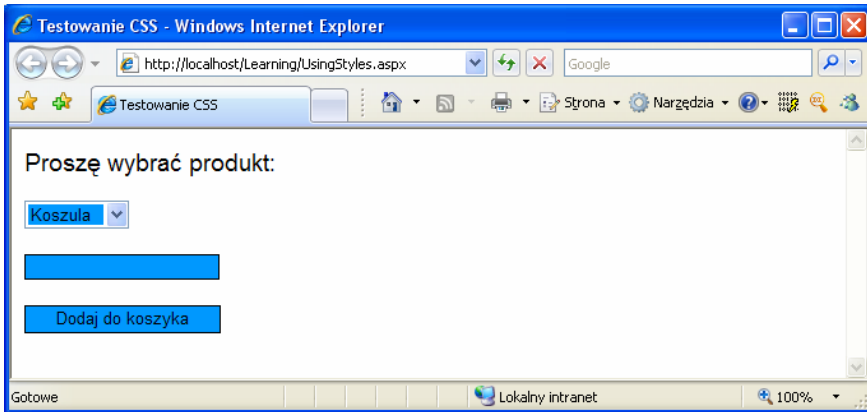 Testowanie CSS - Windows Internet Explorer
http://localhost/Learning/UsingStyles.aspx
Google
Testowanie CSS
Strona
Narzędzia
Proszę wybrać produkt:
Koszula
Dodaj do koszyka
Gotowe
Lokalny intranet
100%